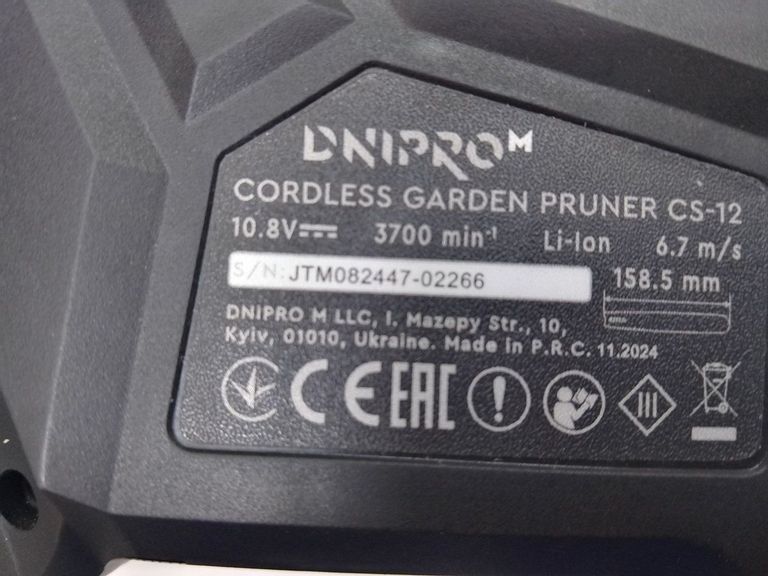 DNIPRO M
CORDLESS GARDEN PRUNER CS-12
10.8V 3700 min⁻¹ Li-Ion 6.7 m/s
S/N: JTM082447-02266 158.5 mm
DNIPRO M LLC, I. Mazepy Str., 10,
Kyiv, 01010, Ukraine. Made in P.R.C. 11.2024
CE EAC III